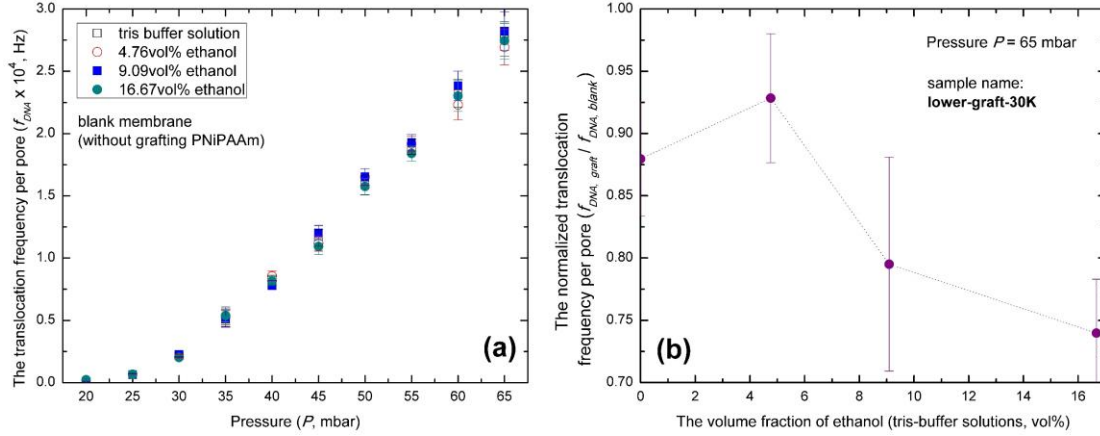 The translocation frequency per pore (f_DNA x 10^4, Hz)
3.0
2.5
2.0
1.5
1.0
0.5
0.0
tris buffer solution
4.76vol% ethanol
9.09vol% ethanol
16.67vol% ethanol
blank membrane
(without grafting PNiPAAm)
(a)
20 25 30 35 40 45 50 55 60 65
Pressure (P, mbar)
The normalized translocation
frequency per pore (f_DNA, graft / f_DNA, blank)
1.00
0.95
0.90
0.85
0.80
0.75
0.70
Pressure P = 65 mbar
sample name:
lower-graft-30K
(b)
0 2 4 6 8 10 12 14 16
The volume fraction of ethanol (tris-buffer solutions, vol%)